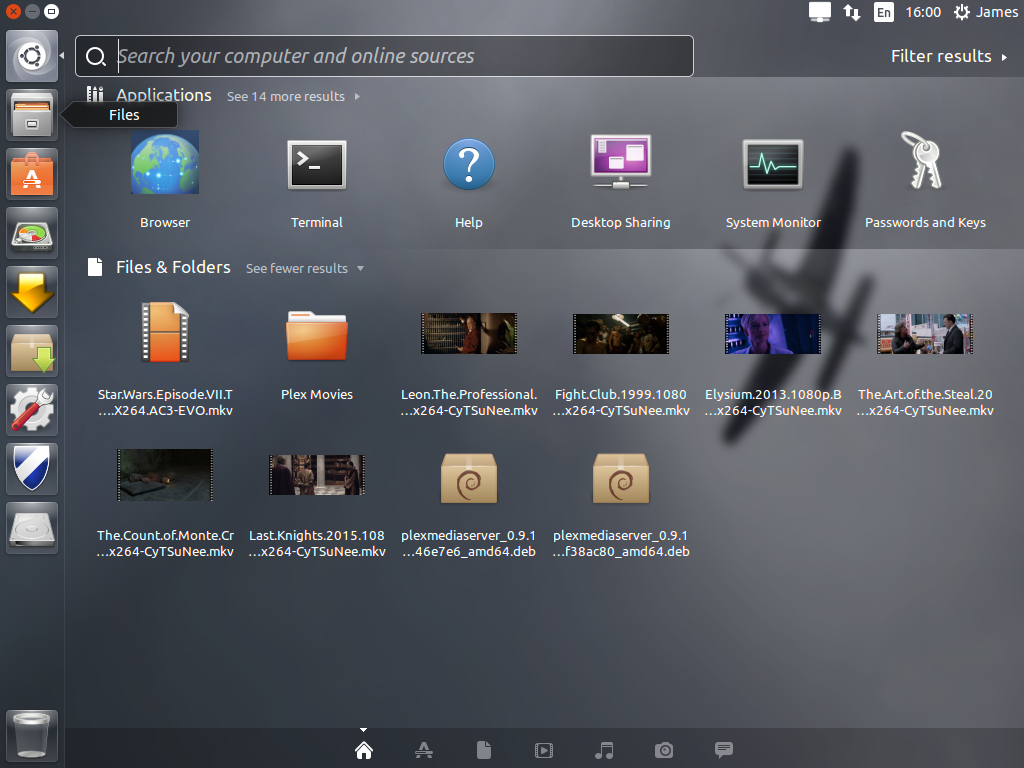 En 16:00 James
Search your computer and online sources
Filter results
Applications See 14 more results
Files
Browser Terminal Help Desktop Sharing System Monitor Passwords and Keys
Files & Folders See fewer results
Star.Wars.Episode.VII.T
….X264.AC3-EVO.mkv
Plex Movies
Leon.The.Professional.
…x264-CyTSuNee.mkv
Fight.Club.1999.1080
…x264-CyTSuNee.mkv
Elysium.2013.1080p.B
…x264-CyTSuNee.mkv
The.Art.of.the.Steal.20
…x264-CyTSuNee.mkv
The.Count.of.Monte.Cr
…x264-CyTSuNee.mkv
Last.Knights.2015.108
…x264-CyTSuNee.mkv
plexmediaserver_0.9.1
…46e7e6_amd64.deb
plexmediaserver_0.9.1
…f38ac80_amd64.deb